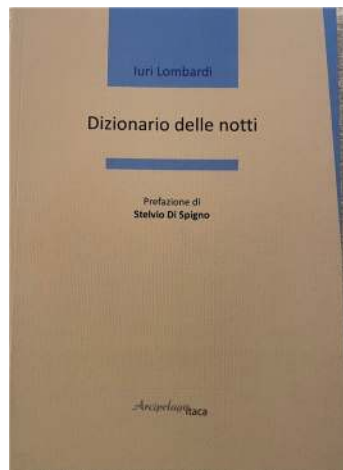 Iuri Lombardi
Dizionario delle notti
Prefazione di
Stelvio Di Spigno
Arcipelago
itaca